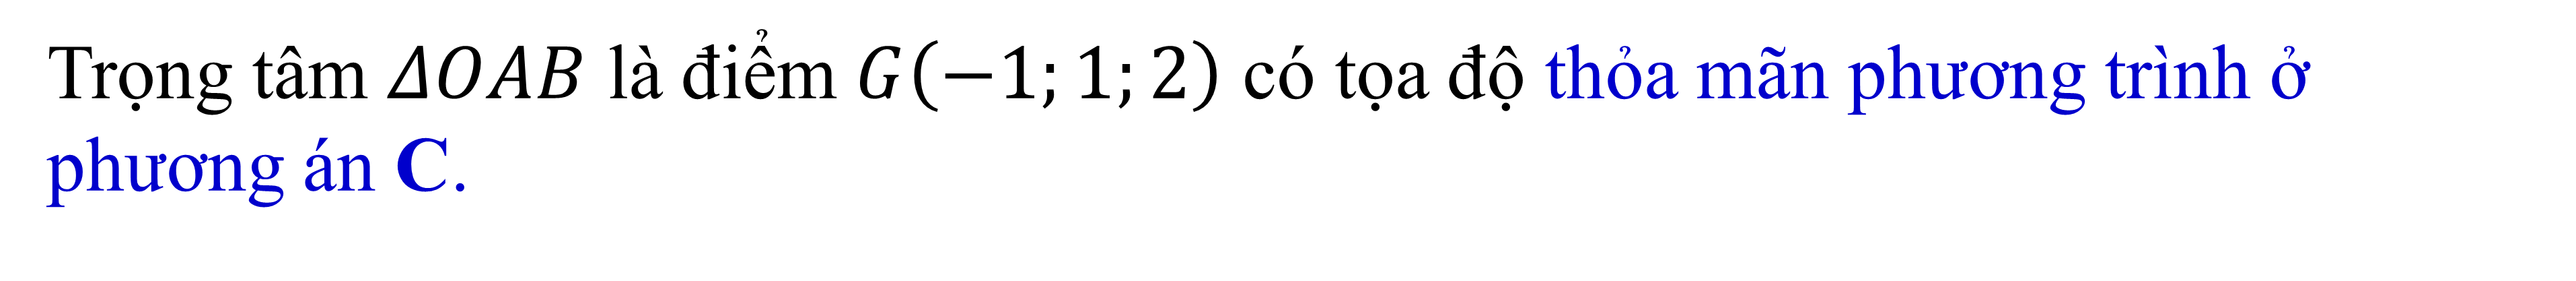 Trọng tâm ΔOAB là điểm G(−1; 1; 2) có tọa độ thỏa mãn phương trình ở
phương án C.